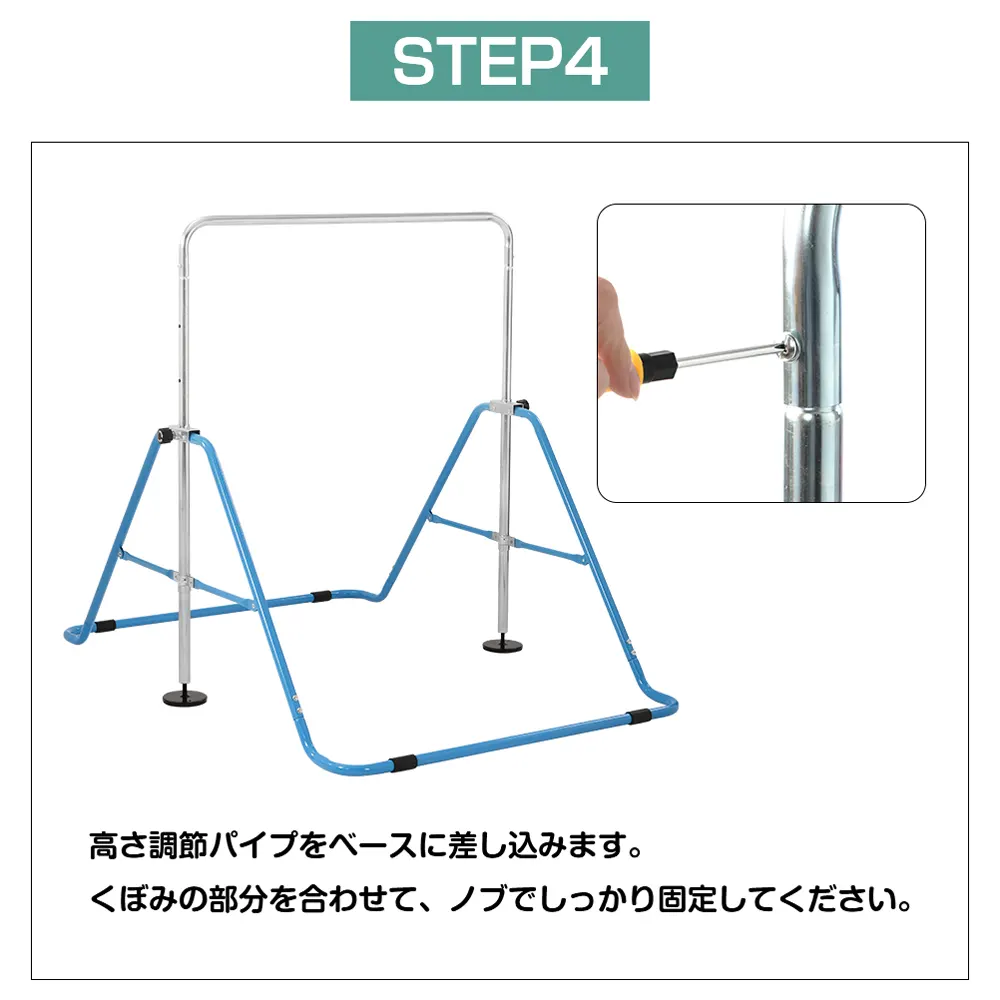 STEP4
高さ調節パイプをベースに差し込みます。
くぼみの部分を合わせて、ノブでしっかり固定してください。